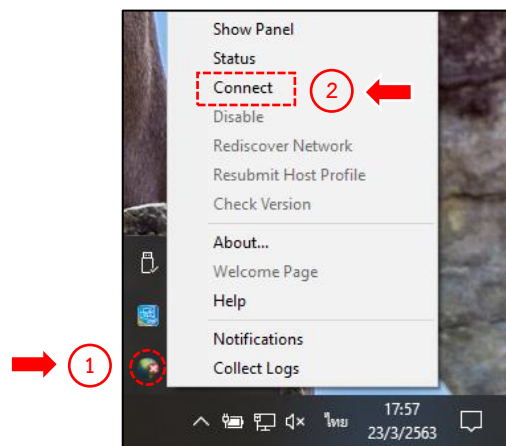 Show Panel
Status
Connect
2
Disable
Rediscover Network
Resubmit Host Profile
Check Version
About...
Welcome Page
Help
Notifications
1
Collect Logs
ไทย
17:57
23/3/2563